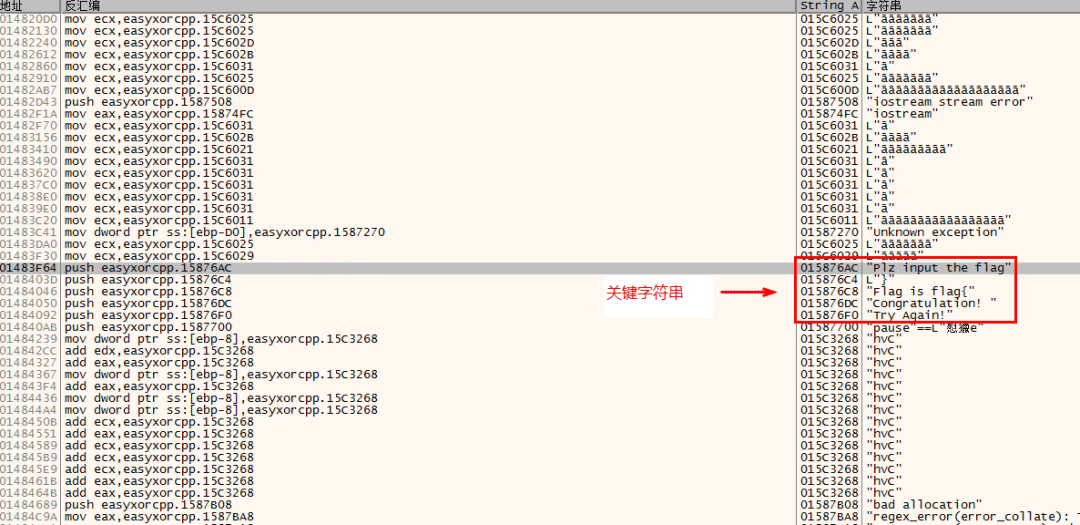 地址 反汇编 String A 字符串
014820D0 mov ecx,easyxorcpp.15C6025 015C6025 L"āāāāāāā"
01482130 mov ecx,easyxorcpp.15C6025 015C6025 L"āāāāāāā"
01482240 mov ecx,easyxorcpp.15C602D 015C602D L"āāā"
01482612 mov ecx,easyxorcpp.15C602B 015C602B L"āāāā"
01482860 mov ecx,easyxorcpp.15C6031 015C6031 L"ā"
01482910 mov ecx,easyxorcpp.15C6025 015C6025 L"āāāāāāā"
01482AB7 mov ecx,easyxorcpp.15C600D 015C600D L"āāāāāāāāāāāāāāāāāāā"
01482D43 push easyxorcpp.1587508 01587508 "iostream stream error"
01482F1A mov eax,easyxorcpp.15874FC 015874FC "iostream"
01482F70 mov ecx,easyxorcpp.15C6031 015C6031 L"ā"
01483156 mov ecx,easyxorcpp.15C602B 015C602B L"āāāā"
01483410 mov ecx,easyxorcpp.15C6021 015C6021 L"āāāāāāāāā"
01483490 mov ecx,easyxorcpp.15C6031 015C6031 L"ā"
01483620 mov ecx,easyxorcpp.15C6031 015C6031 L"ā"
014837C0 mov ecx,easyxorcpp.15C6031 015C6031 L"ā"
014838E0 mov ecx,easyxorcpp.15C6031 015C6031 L"ā"
014839E0 mov ecx,easyxorcpp.15C6031 015C6031 L"ā"
01483C20 mov ecx,easyxorcpp.15C6011 015C6011 L"āāāāāāāāāāāāāāāāā"
01483C41 mov dword ptr ss:[ebp-D0],easyxorcpp.1587270 01587270 "Unknown exception"
01483DA0 mov ecx,easyxorcpp.15C6025 015C6025 L"āāāāāāā"
01483F30 mov ecx,easyxorcpp.15C6029 015C6029 L"āāāāā"
01483F64 push easyxorcpp.15876AC 015876AC "Plz input the flag"
0148403D push easyxorcpp.15876C4 015876C4 L"}"
01484046 push easyxorcpp.15876C8 关键字符串 015876C8 "Flag is flag{"
01484050 push easyxorcpp.15876DC 015876DC "Congratulation! "
01484092 push easyxorcpp.15876F0 015876F0 "Try Again!"
014840AB push easyxorcpp.1587700 01587700 "pause"==L"
01484239 mov dword ptr ss:[ebp-8],easyxorcpp.15C3268 015C3268 "hvC"
014842CC add edx,easyxorcpp.15C3268 015C3268 "hvC"
01484327 add eax,easyxorcpp.15C3268 015C3268 "hvC"
01484367 mov dword ptr ss:[ebp-8],easyxorcpp.15C3268 015C3268 "hvC"
014843F4 add eax,easyxorcpp.15C3268 015C3268 "hvC"
01484436 mov dword ptr ss:[ebp-8],easyxorcpp.15C3268 015C3268 "hvC"
014844A4 mov dword ptr ss:[ebp-8],easyxorcpp.15C3268 015C3268 "hvC"
0148450B add ecx,easyxorcpp.15C3268 015C3268 "hvC"
01484551 add eax,easyxorcpp.15C3268 015C3268 "hvC"
01484589 add ecx,easyxorcpp.15C3268 015C3268 "hvC"
014845B9 add ecx,easyxorcpp.15C3268 015C3268 "hvC"
014845E9 add ecx,easyxorcpp.15C3268 015C3268 "hvC"
0148461B add eax,easyxorcpp.15C3268 015C3268 "hvC"
0148464B add ecx,easyxorcpp.15C3268 015C3268 "hvC"
01484689 push easyxorcpp.1587B08 01587B08 "bad allocation"
01484C9A mov eax,easyxorcpp.1587BA8 01587BA8 "regex_error(error_collate):